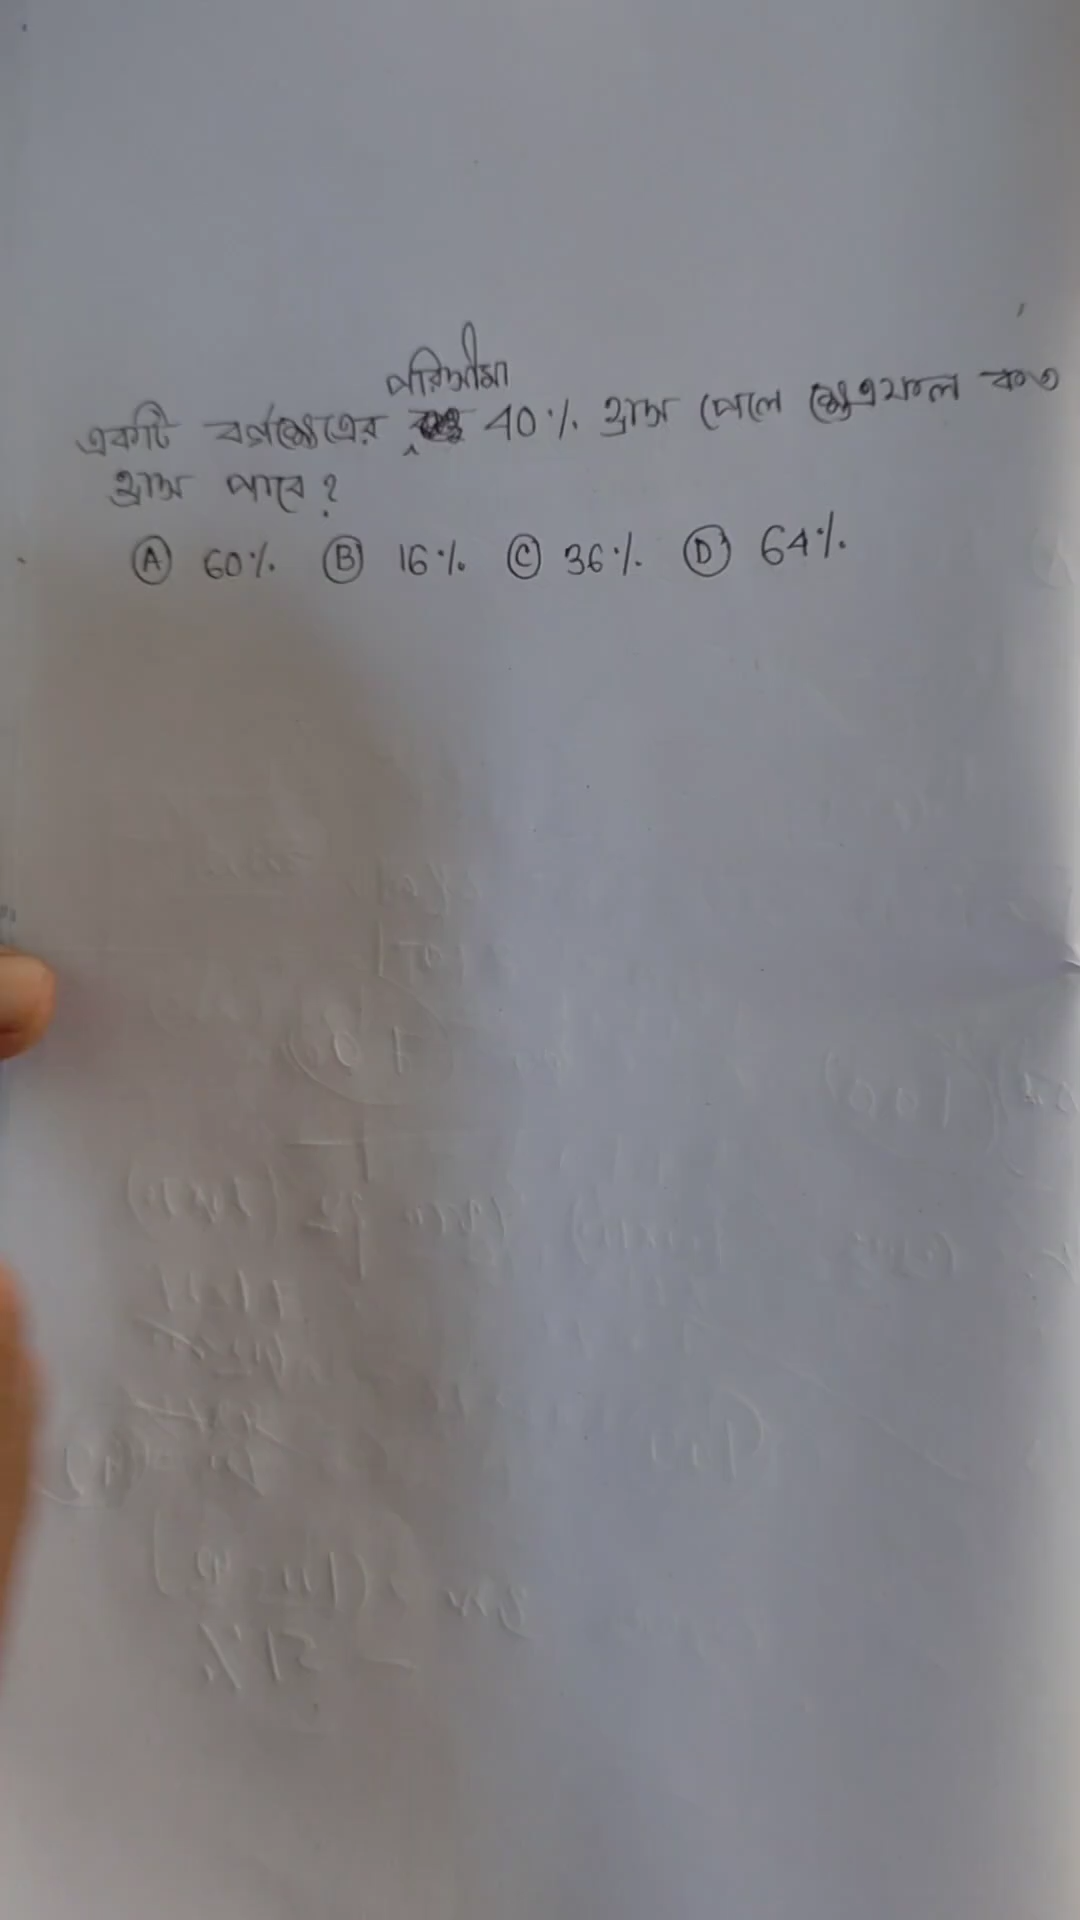 একটি বর্গক্ষেত্রের পরিসীমা 40% হ্রাস পেলে ক্ষেত্রফল কত
হ্রাস পাবে?
Ⓐ 60% Ⓑ 16% Ⓒ 36% Ⓓ 64%